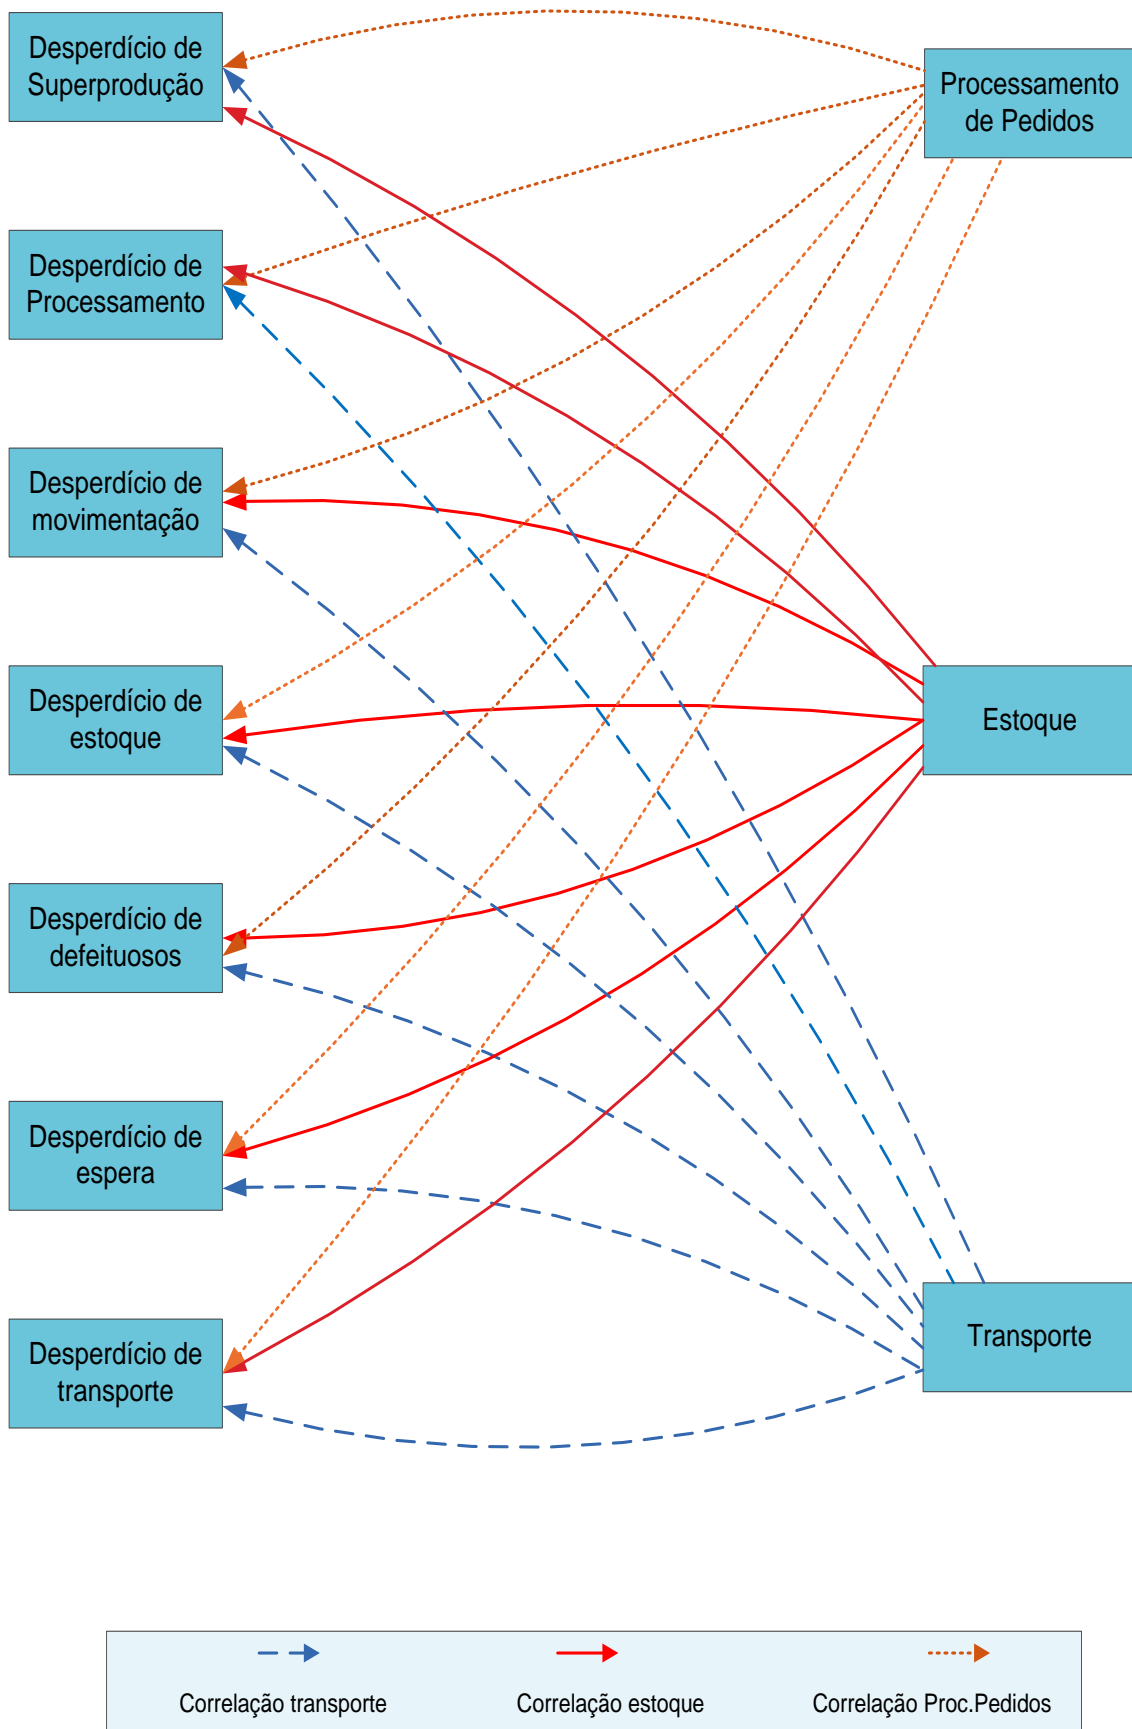 Desperdício de
Superprodução
Processamento
de Pedidos
Desperdício de
Processamento
Desperdício de
movimentação
Desperdício de
estoque
Estoque
Desperdício de
defeituosos
Desperdício de
espera
Desperdício de
transporte
Transporte
Correlação transporte
Correlação estoque
Correlação Proc.Pedidos